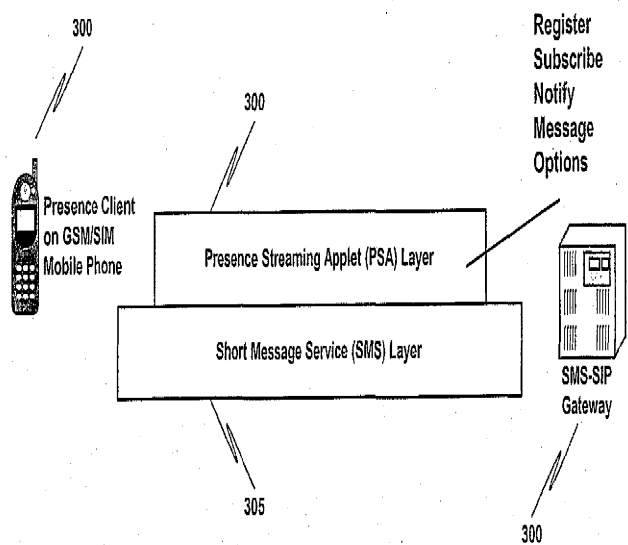 300
Register
Subscribe
Notify
Message
Options
300
Presence Client
on GSM/SIM
Mobile Phone
Presence Streaming Applet (PSA) Layer
Short Message Service (SMS) Layer
SMS-SIP
Gateway
305
300